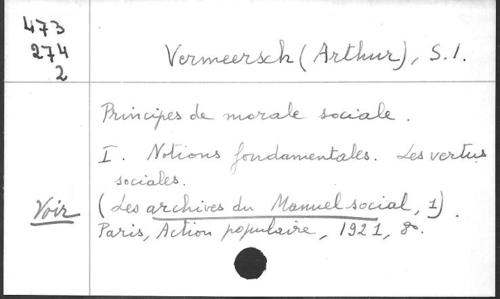 473
274
2
Vermeersch (Arthur), S.I.
Principes de morale sociale.
I. Notions fondamentales. Les vertus
sociales.
Voir (Les archives du Manuel social, 1).
Paris, Action populaire, 1921, 8o.